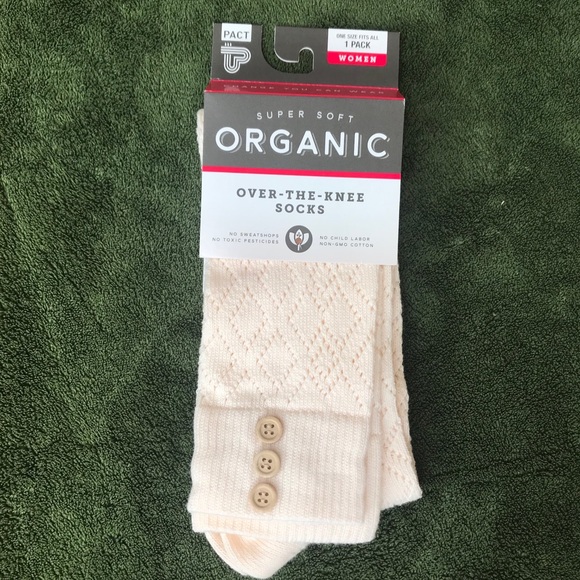 PACT
ONE SIZE FITS ALL
1 PACK
WOMEN
SUPER SOFT
ORGANIC
OVER-THE-KNEE
SOCKS
NO SWEATSHOPS
NO TOXIC PESTICIDES
NO CHILD LABOR
NON-GMO COTTON